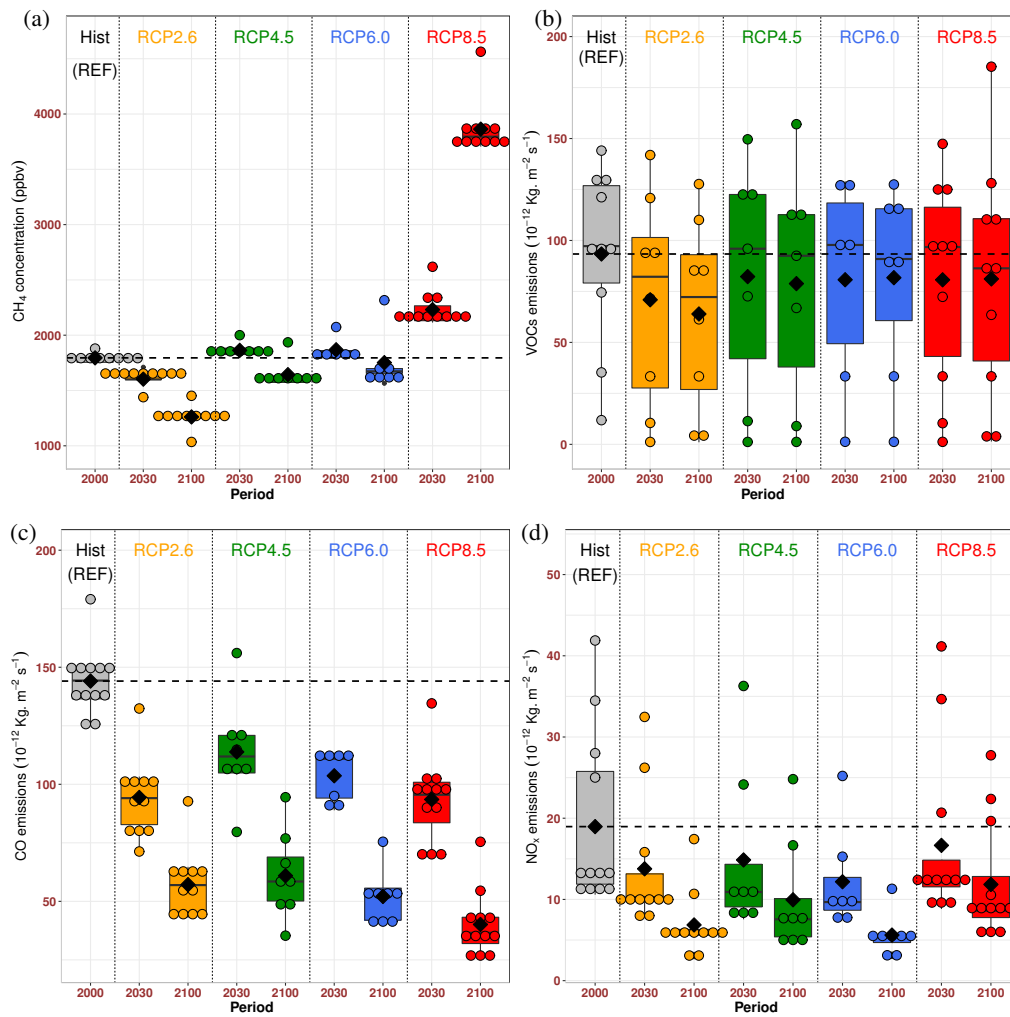 (a)
Hist
(REF)
RCP2.6
RCP4.5
RCP6.0
RCP8.5
4000
3000
2000
1000
CH4 concentration (ppbv)
2000
2030
2100
2030
2100
2030
2100
2030
2100
Period
(b)
Hist
(REF)
RCP2.6
RCP4.5
RCP6.0
RCP8.5
200
150
100
50
0
VOCs emissions (10⁻¹² Kg. m⁻² s⁻¹)
2000
2030
2100
2030
2100
2030
2100
2030
2100
Period
(c)
Hist
(REF)
RCP2.6
RCP4.5
RCP6.0
RCP8.5
200
150
100
50
CO emissions (10⁻¹² Kg. m⁻² s⁻¹)
2000
2030
2100
2030
2100
2030
2100
2030
2100
Period
(d)
Hist
(REF)
RCP2.6
RCP4.5
RCP6.0
RCP8.5
50
40
30
20
10
0
NOx emissions (10⁻¹² Kg. m⁻² s⁻¹)
2000
2030
2100
2030
2100
2030
2100
2030
2100
Period